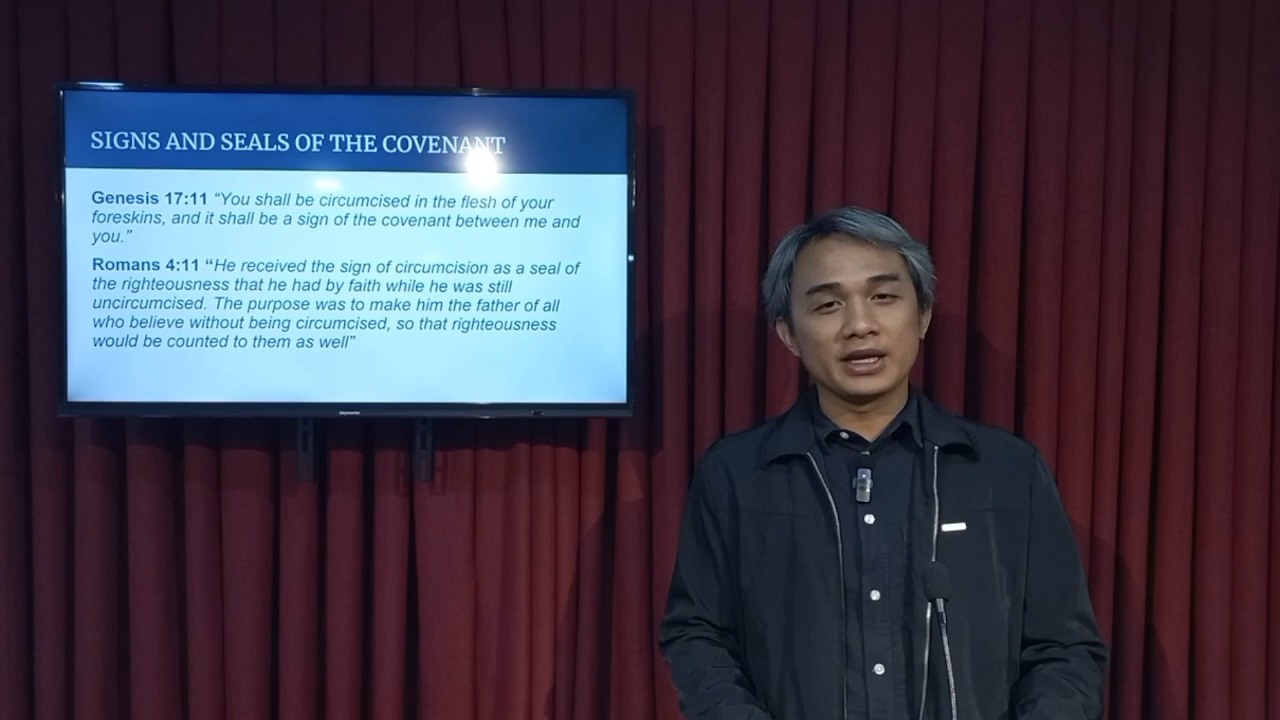 SIGNS AND SEALS OF THE COVENANT
Genesis 17:11 “You shall be circumcised in the flesh of your
foreskins, and it shall be a sign of the covenant between me and
you.”
Romans 4:11 “He received the sign of circumcision as a seal of
the righteousness that he had by faith while he was still
uncircumcised. The purpose was to make him the father of all
who believe without being circumcised, so that righteousness
would be counted to them as well”